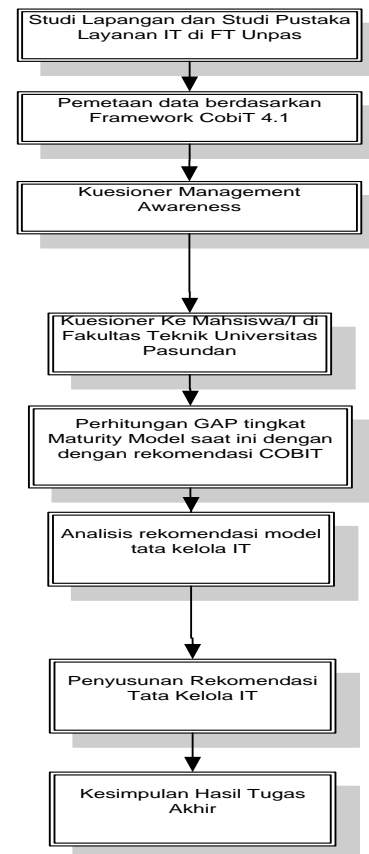 Studi Lapangan dan Studi Pustaka
Layanan IT di FT Unpas
Pemetaan data berdasarkan
Framework CobiT 4.1
Kuesioner Management
Awareness
Kuesioner Ke Mahsiswa/I di
Fakultas Teknik Universitas
Pasundan
Perhitungan GAP tingkat
Maturity Model saat ini dengan
dengan rekomendasi COBIT
Analisis rekomendasi model
tata kelola IT
Penyusunan Rekomendasi
Tata Kelola IT
Kesimpulan Hasil Tugas
Akhir